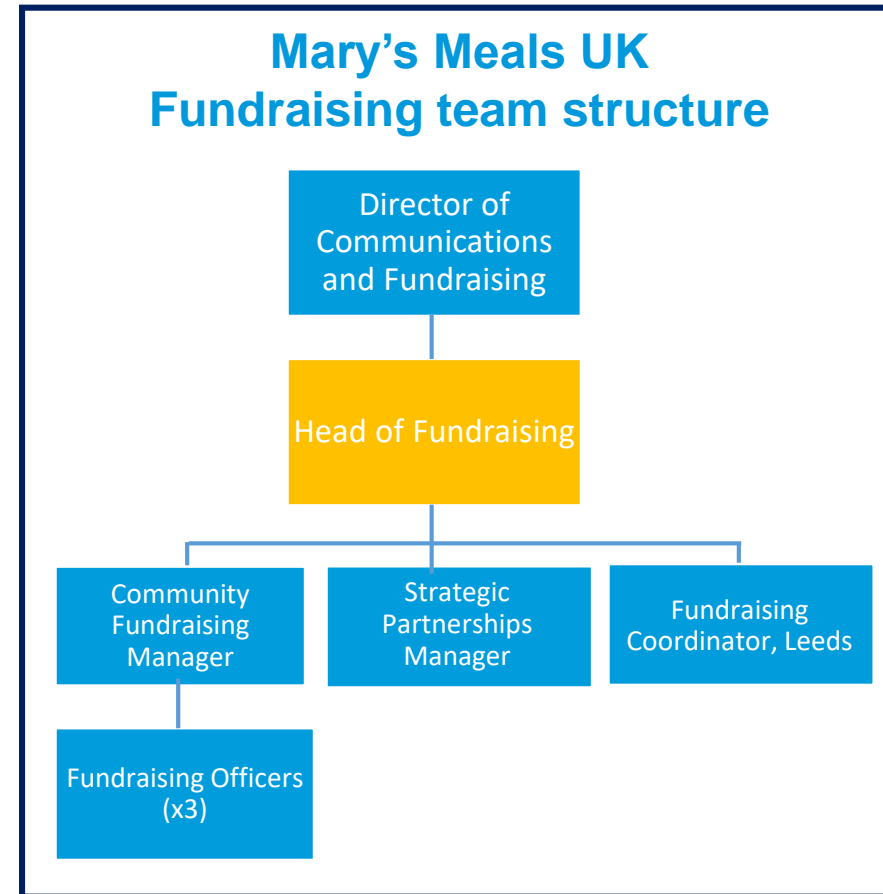 Mary’s Meals UK
Fundraising team structure
Director of
Communications
and Fundraising
Head of Fundraising
Community
Fundraising
Manager
Strategic
Partnerships
Manager
Fundraising
Coordinator, Leeds
Fundraising Officers
(x3)